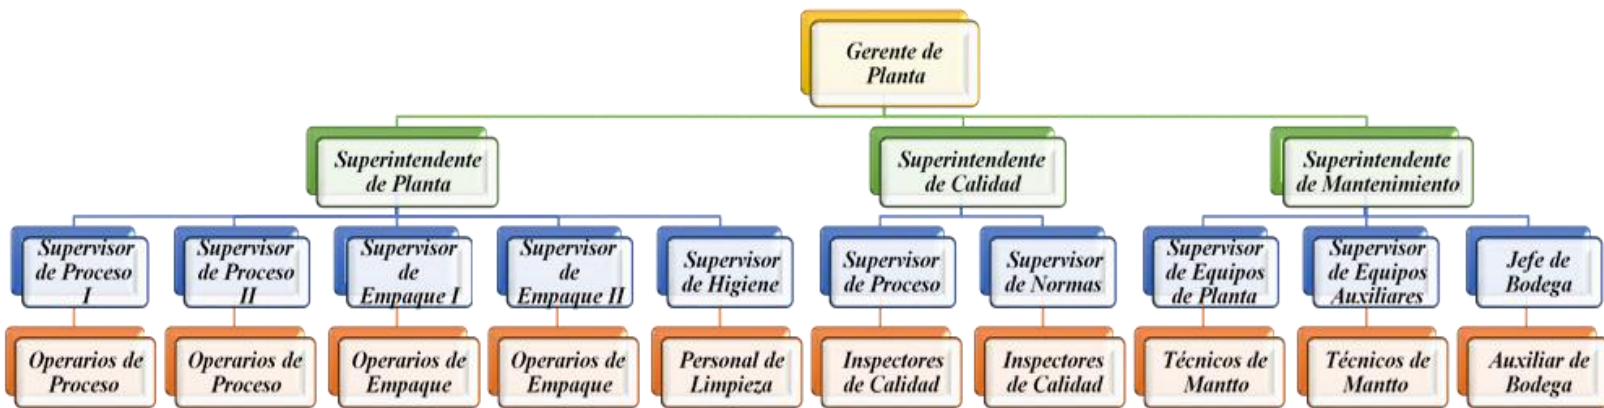 Gerente de
Planta
Superintendente
de Planta
Superintendente
de Calidad
Superintendente
de Mantenimiento
Supervisor
de Proceso
I
Supervisor
de Proceso
II
Supervisor
de
Empaque I
Supervisor
de
Empaque II
Supervisor
de Higiene
Supervisor
de Proceso
Supervisor
de Normas
Supervisor
de Equipos
de Planta
Supervisor
de Equipos
Auxiliares
Jefe de
Bodega
Operarios de
Proceso
Operarios de
Proceso
Operarios de
Empaque
Operarios de
Empaque
Personal de
Limpieza
Inspectores
de Calidad
Inspectores
de Calidad
Técnicos de
Mantto
Técnicos de
Mantto
Auxiliar de
Bodega